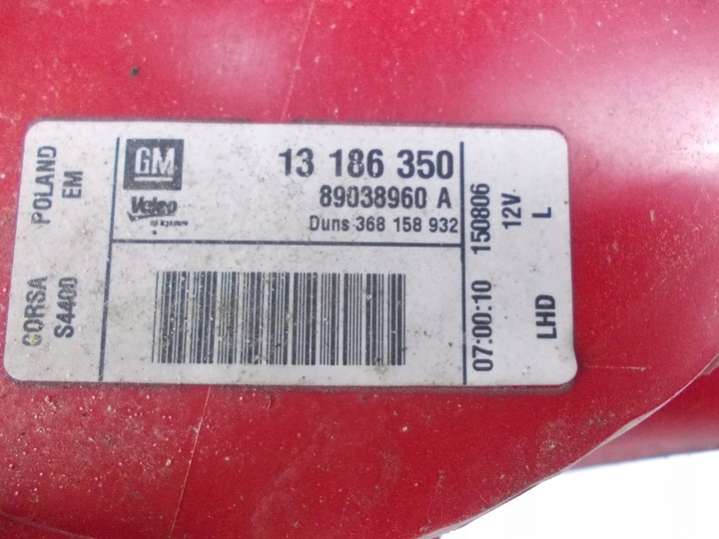 GM
13 186 350
Valeo
89038960 A
Duns 368 158 932
CORSA POLAND
S4400 EM
07:00:10 150806
12V
LHD L